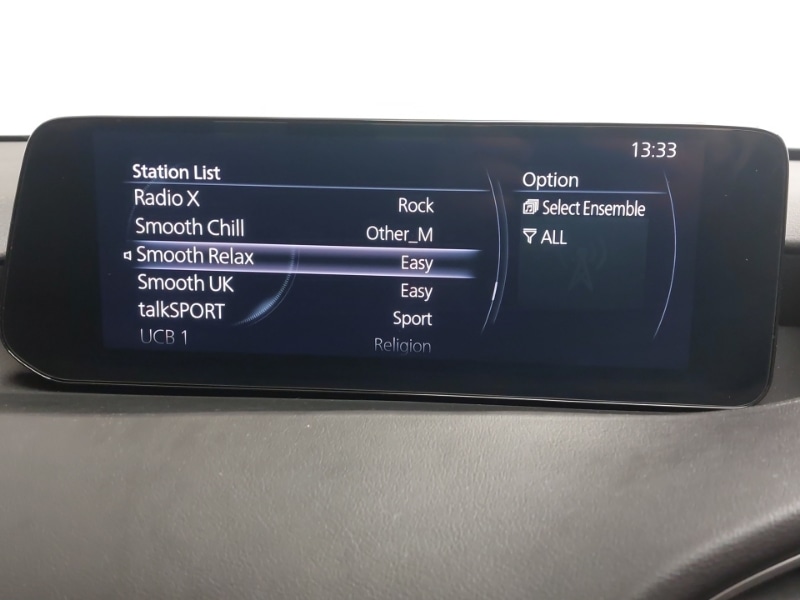 13:33
Station List
Radio X Rock
Smooth Chill Other_M
Smooth Relax Easy
Smooth UK Easy
talkSPORT Sport
UCB 1 Religion
Option
Select Ensemble
ALL